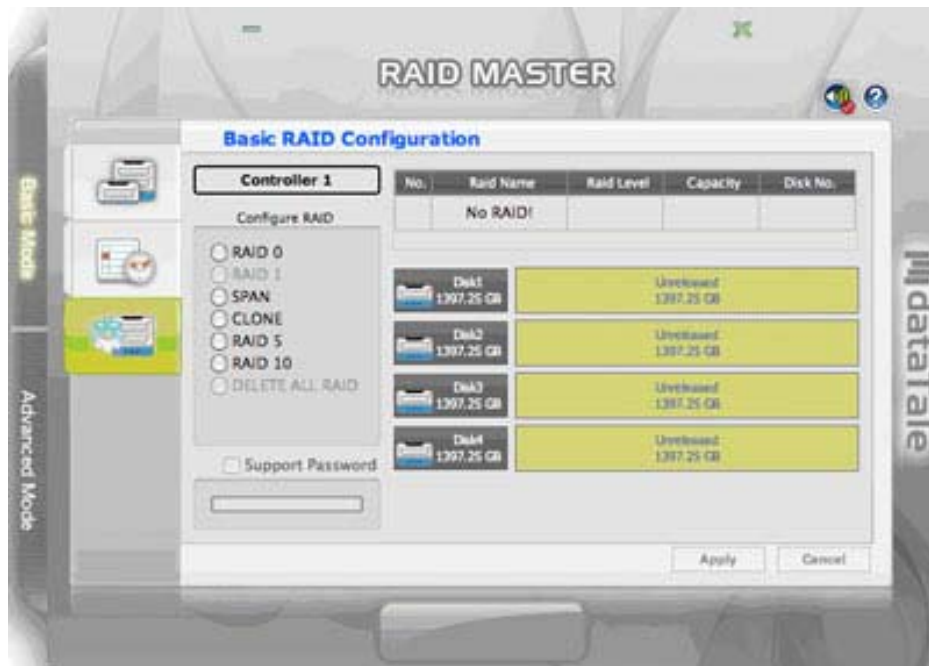 RAID MASTER
Basic RAID Configuration
Controller 1
Configure RAID
RAID 0
RAID 1
SPAN
CLONE
RAID 5
RAID 10
DELETE ALL RAID
Support Password
No. Raid Name Raid Level Capacity Disk No.
No RAID!
Disk1
1397.25 GB
Unreleased
1397.25 GB
Disk2
1397.25 GB
Unreleased
1397.25 GB
Disk3
1397.25 GB
Unreleased
1397.25 GB
Disk4
1397.25 GB
Unreleased
1397.25 GB
Apply Cancel
Basic Mode
Advanced Mode
datatale